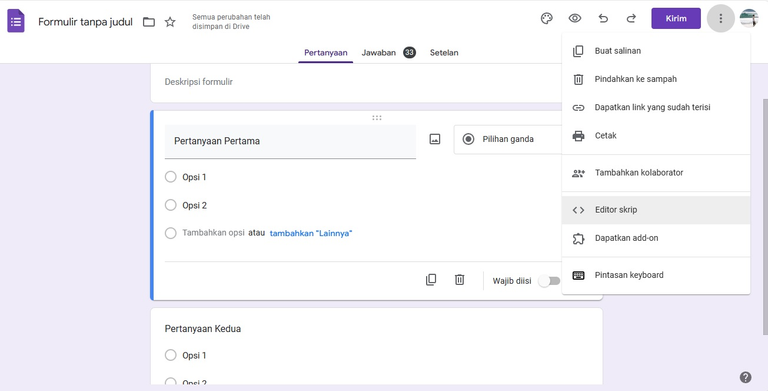 Formulir tanpa judul
Semua perubahan telah
disimpan di Drive
Kirim
Pertanyaan
Jawaban 33
Setelan
Deskripsi formulir
Pertanyaan Pertama
Pilihan ganda
Opsi 1
Opsi 2
Tambahkan opsi atau tambahkan "Lainnya"
Wajib diisi
Pertanyaan Kedua
Opsi 1
Opsi 2
Buat salinan
Pindahkan ke sampah
Dapatkan link yang sudah terisi
Cetak
Tambahkan kolaborator
Editor skrip
Dapatkan add-on
Pintasan keyboard